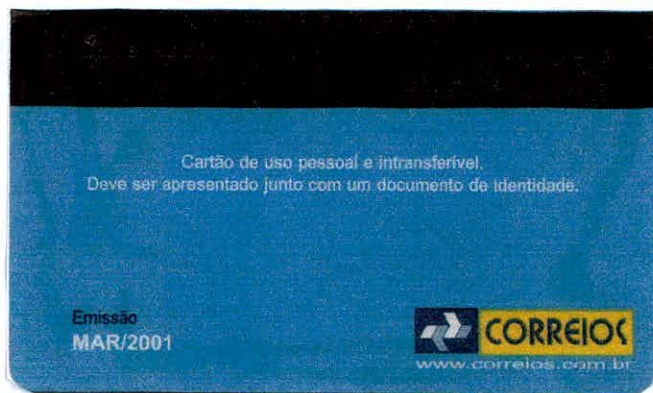 Cartão de uso pessoal e intransferível.
Deve ser apresentado junto com um documento de identidade.
Emissão
MAR/2001
CORREIOS
www.correios.com.br